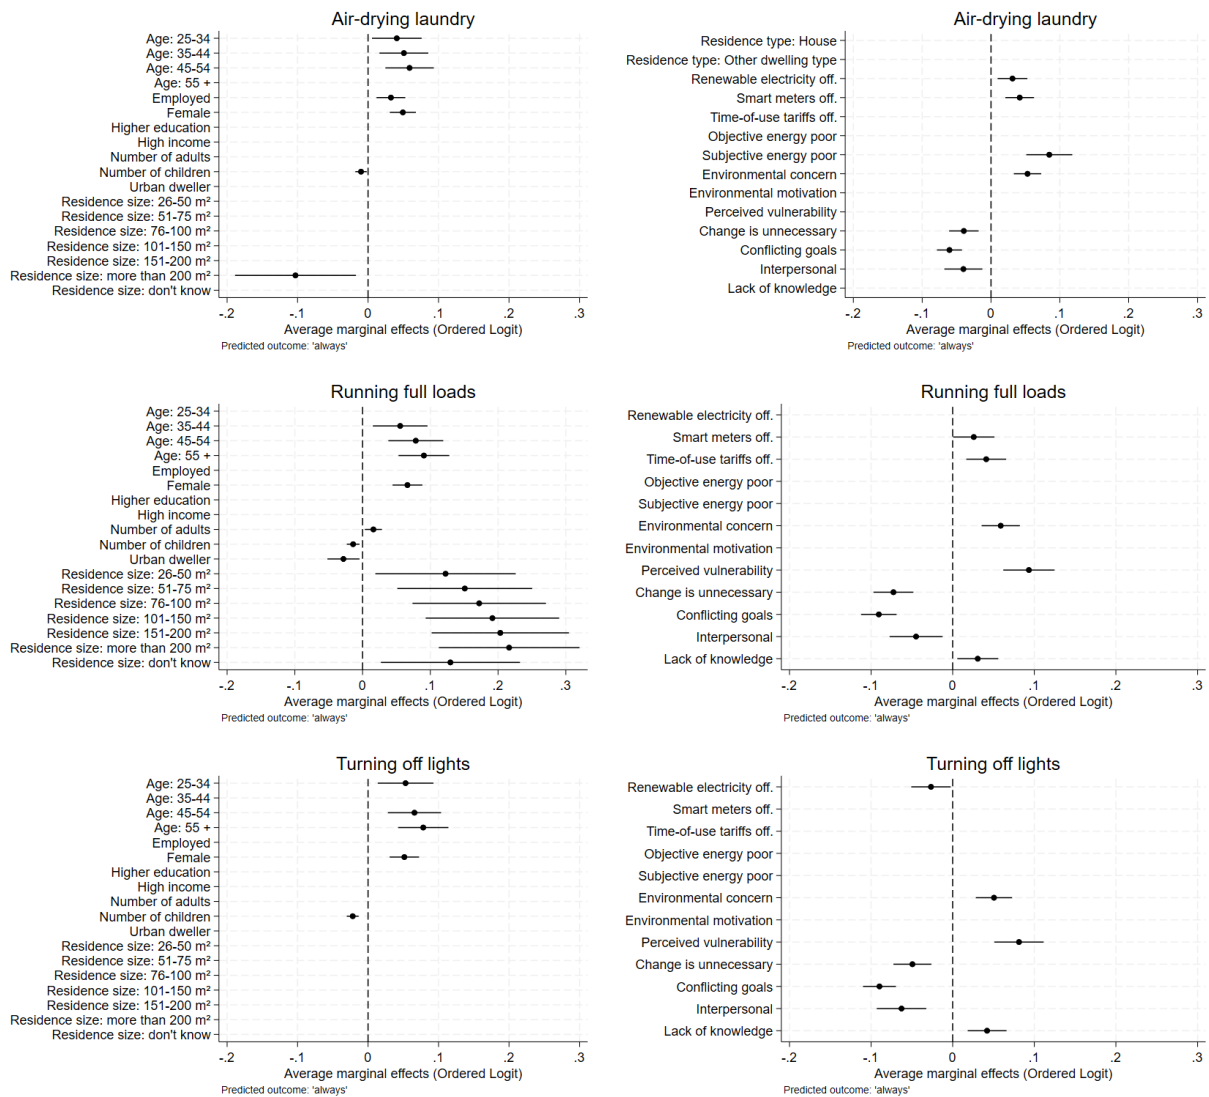 Air-drying laundry
Age: 25-34
Age: 35-44
Age: 45-54
Age: 55 +
Employed
Female
Higher education
High income
Number of adults
Number of children
Urban dweller
Residence size: 26-50 m²
Residence size: 51-75 m²
Residence size: 76-100 m²
Residence size: 101-150 m²
Residence size: 151-200 m²
Residence size: more than 200 m²
Residence size: don't know
-.2 -.1 0 .1 .2 .3
Average marginal effects (Ordered Logit)
Predicted outcome: 'always'
Air-drying laundry
Residence type: House
Residence type: Other dwelling type
Renewable electricity off.
Smart meters off.
Time-of-use tariffs off.
Objective energy poor
Subjective energy poor
Environmental concern
Environmental motivation
Perceived vulnerability
Change is unnecessary
Conflicting goals
Interpersonal
Lack of knowledge
-.2 -.1 0 .1 .2 .3
Average marginal effects (Ordered Logit)
Predicted outcome: 'always'
Running full loads
Age: 25-34
Age: 35-44
Age: 45-54
Age: 55 +
Employed
Female
Higher education
High income
Number of adults
Number of children
Urban dweller
Residence size: 26-50 m²
Residence size: 51-75 m²
Residence size: 76-100 m²
Residence size: 101-150 m²
Residence size: 151-200 m²
Residence size: more than 200 m²
Residence size: don't know
-.2 -.1 0 .1 .2 .3
Average marginal effects (Ordered Logit)
Predicted outcome: 'always'
Running full loads
Renewable electricity off.
Smart meters off.
Time-of-use tariffs off.
Objective energy poor
Subjective energy poor
Environmental concern
Environmental motivation
Perceived vulnerability
Change is unnecessary
Conflicting goals
Interpersonal
Lack of knowledge
-.2 -.1 0 .1 .2 .3
Average marginal effects (Ordered Logit)
Predicted outcome: 'always'
Turning off lights
Age: 25-34
Age: 35-44
Age: 45-54
Age: 55 +
Employed
Female
Higher education
High income
Number of adults
Number of children
Urban dweller
Residence size: 26-50 m²
Residence size: 51-75 m²
Residence size: 76-100 m²
Residence size: 101-150 m²
Residence size: 151-200 m²
Residence size: more than 200 m²
Residence size: don't know
-.2 -.1 0 .1 .2 .3
Average marginal effects (Ordered Logit)
Predicted outcome: 'always'
Turning off lights
Renewable electricity off.
Smart meters off.
Time-of-use tariffs off.
Objective energy poor
Subjective energy poor
Environmental concern
Environmental motivation
Perceived vulnerability
Change is unnecessary
Conflicting goals
Interpersonal
Lack of knowledge
-.2 -.1 0 .1 .2 .3
Average marginal effects (Ordered Logit)
Predicted outcome: 'always'